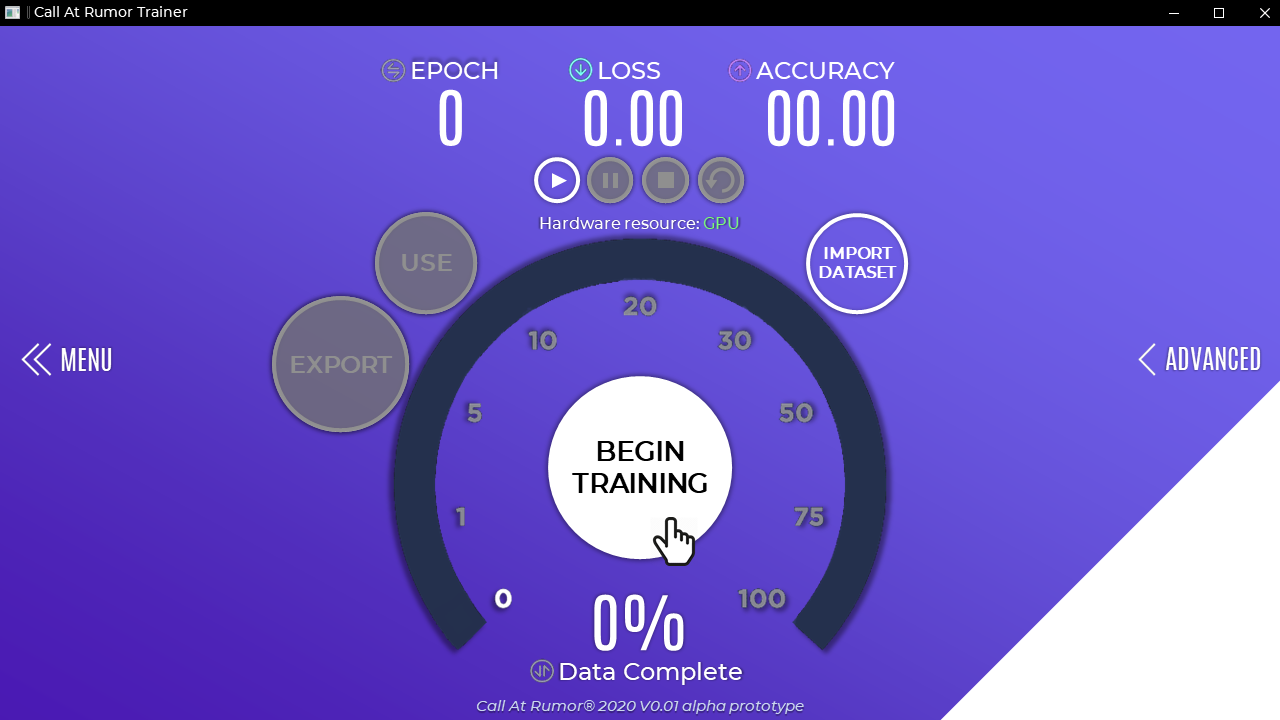 Call At Rumor Trainer
EPOCH
0
LOSS
0.00
ACCURACY
00.00
Hardware resource: GPU
USE
EXPORT
IMPORT
DATASET
MENU
ADVANCED
0
1
5
10
20
30
50
75
100
BEGIN
TRAINING
0%
Data Complete
Call At Rumor® 2020 V0.01 alpha prototype